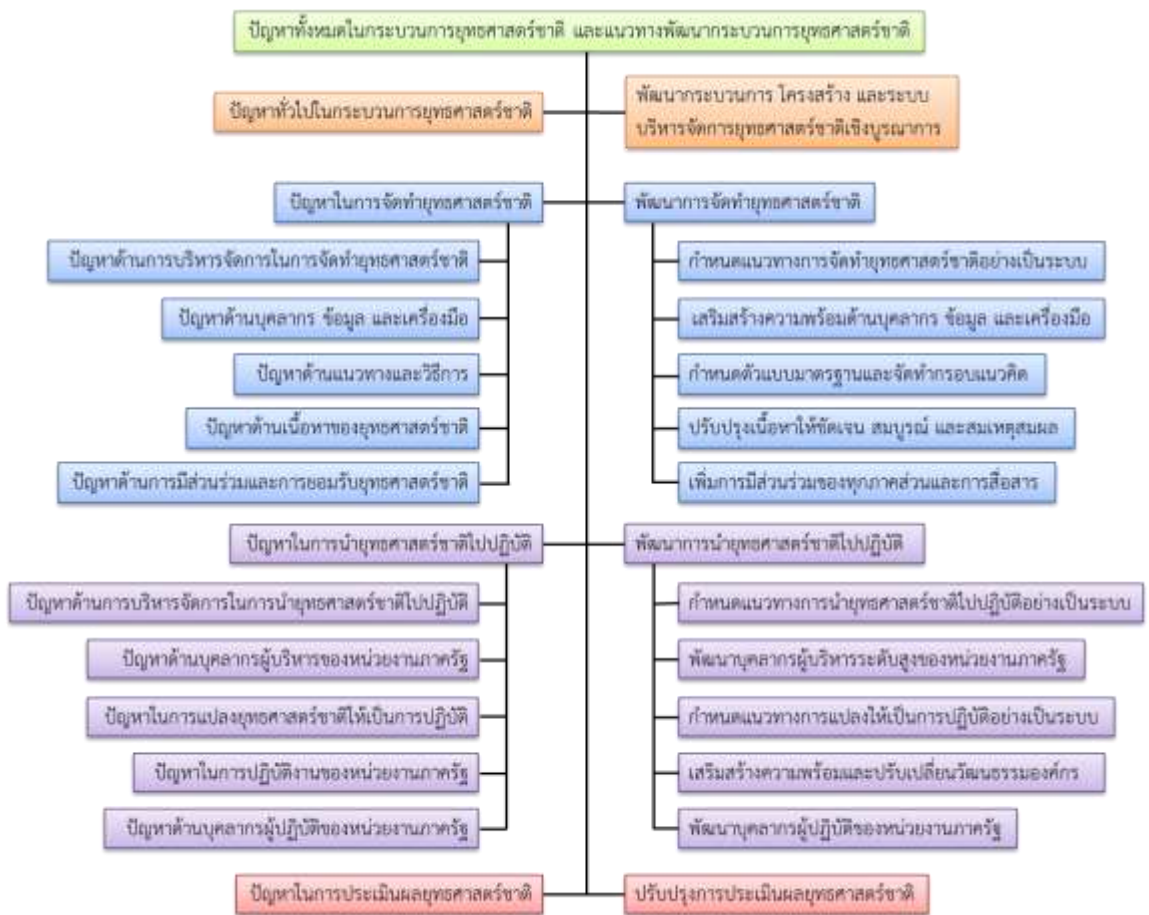 ปัญหาทั้งหมดในกระบวนการยุทธศาสตร์ชาติ และแนวทางพัฒนากระบวนการยุทธศาสตร์ชาติ
ปัญหาทั่วไปในกระบวนการยุทธศาสตร์ชาติ
พัฒนากระบวนการ โครงสร้าง และระบบ
บริหารจัดการยุทธศาสตร์ชาติเชิงบูรณาการ
ปัญหาในการจัดทำยุทธศาสตร์ชาติ
พัฒนาการจัดทำยุทธศาสตร์ชาติ
ปัญหาด้านการบริหารจัดการในการจัดทำยุทธศาสตร์ชาติ
กำหนดแนวทางการจัดทำยุทธศาสตร์ชาติอย่างเป็นระบบ
ปัญหาด้านบุคลากร ข้อมูล และเครื่องมือ
เสริมสร้างความพร้อมด้านบุคลากร ข้อมูล และเครื่องมือ
ปัญหาด้านแนวทางและวิธีการ
กำหนดตัวแบบมาตรฐานและจัดทำกรอบแนวคิด
ปัญหาด้านเนื้อหาของยุทธศาสตร์ชาติ
ปรับปรุงเนื้อหาให้ชัดเจน สมบูรณ์ และสมเหตุสมผล
ปัญหาด้านการมีส่วนร่วมและการยอมรับยุทธศาสตร์ชาติ
เพิ่มการมีส่วนร่วมของทุกภาคส่วนและการสื่อสาร
ปัญหาในการนำยุทธศาสตร์ชาติไปปฏิบัติ
พัฒนาการนำยุทธศาสตร์ชาติไปปฏิบัติ
ปัญหาด้านการบริหารจัดการในการนำยุทธศาสตร์ชาติไปปฏิบัติ
กำหนดแนวทางการนำยุทธศาสตร์ชาติไปปฏิบัติอย่างเป็นระบบ
ปัญหาด้านบุคลากรผู้บริหารของหน่วยงานภาครัฐ
พัฒนาบุคลากรผู้บริหารระดับสูงของหน่วยงานภาครัฐ
ปัญหาในการแปลงยุทธศาสตร์ชาติให้เป็นการปฏิบัติ
กำหนดแนวทางการแปลงให้เป็นการปฏิบัติอย่างเป็นระบบ
ปัญหาในการปฏิบัติงานของหน่วยงานภาครัฐ
เสริมสร้างความพร้อมและปรับเปลี่ยนวัฒนธรรมองค์กร
ปัญหาด้านบุคลากรผู้ปฏิบัติของหน่วยงานภาครัฐ
พัฒนาบุคลากรผู้ปฏิบัติของหน่วยงานภาครัฐ
ปัญหาในการประเมินผลยุทธศาสตร์ชาติ
ปรับปรุงการประเมินผลยุทธศาสตร์ชาติ